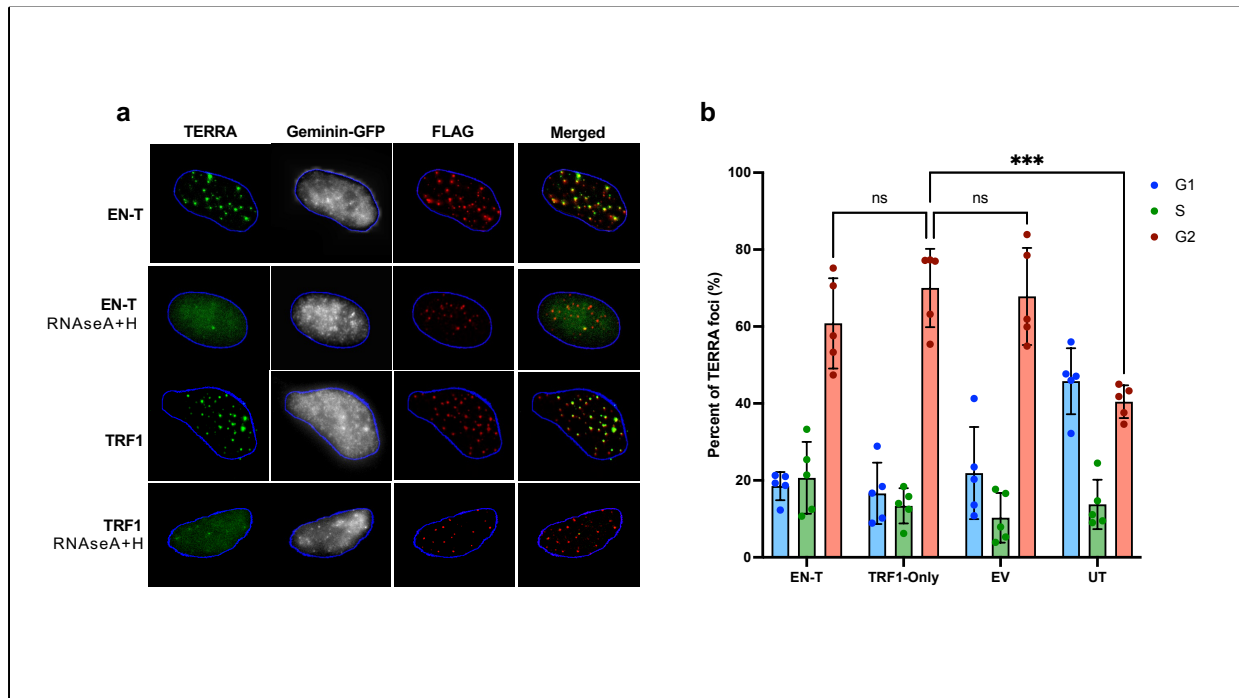 a
TERRA Geminin-GFP FLAG Merged
EN-T
EN-T
RNAseA+H
TRF1
TRF1
RNAseA+H
b
***
ns ns
G1
S
G2
Percent of TERRA foci (%)
100
80
60
40
20
0
EN-T TRF1-Only EV UT